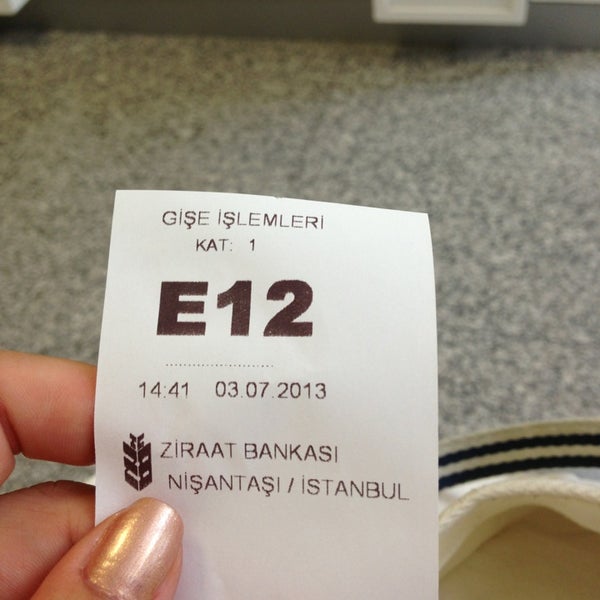 GİŞE İŞLEMLERİ
KAT: 1
E12
14:41 03.07.2013
ZİRAAT BANKASI
NİŞANTAŞI / İSTANBUL